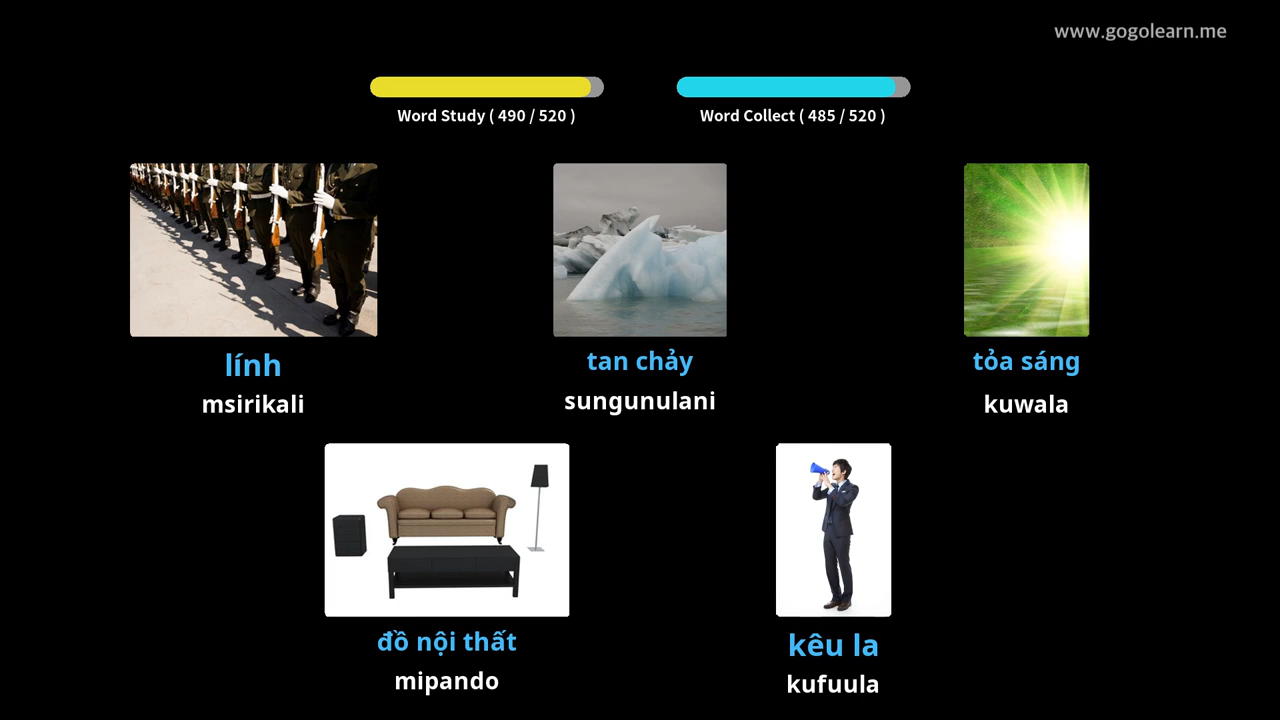 www.gogolearn.me
Word Study ( 490 / 520 )
Word Collect ( 485 / 520 )
lính
msirikali
tan chảy
sungunulani
tỏa sáng
kuwala
đồ nội thất
mipando
kêu la
kufuula